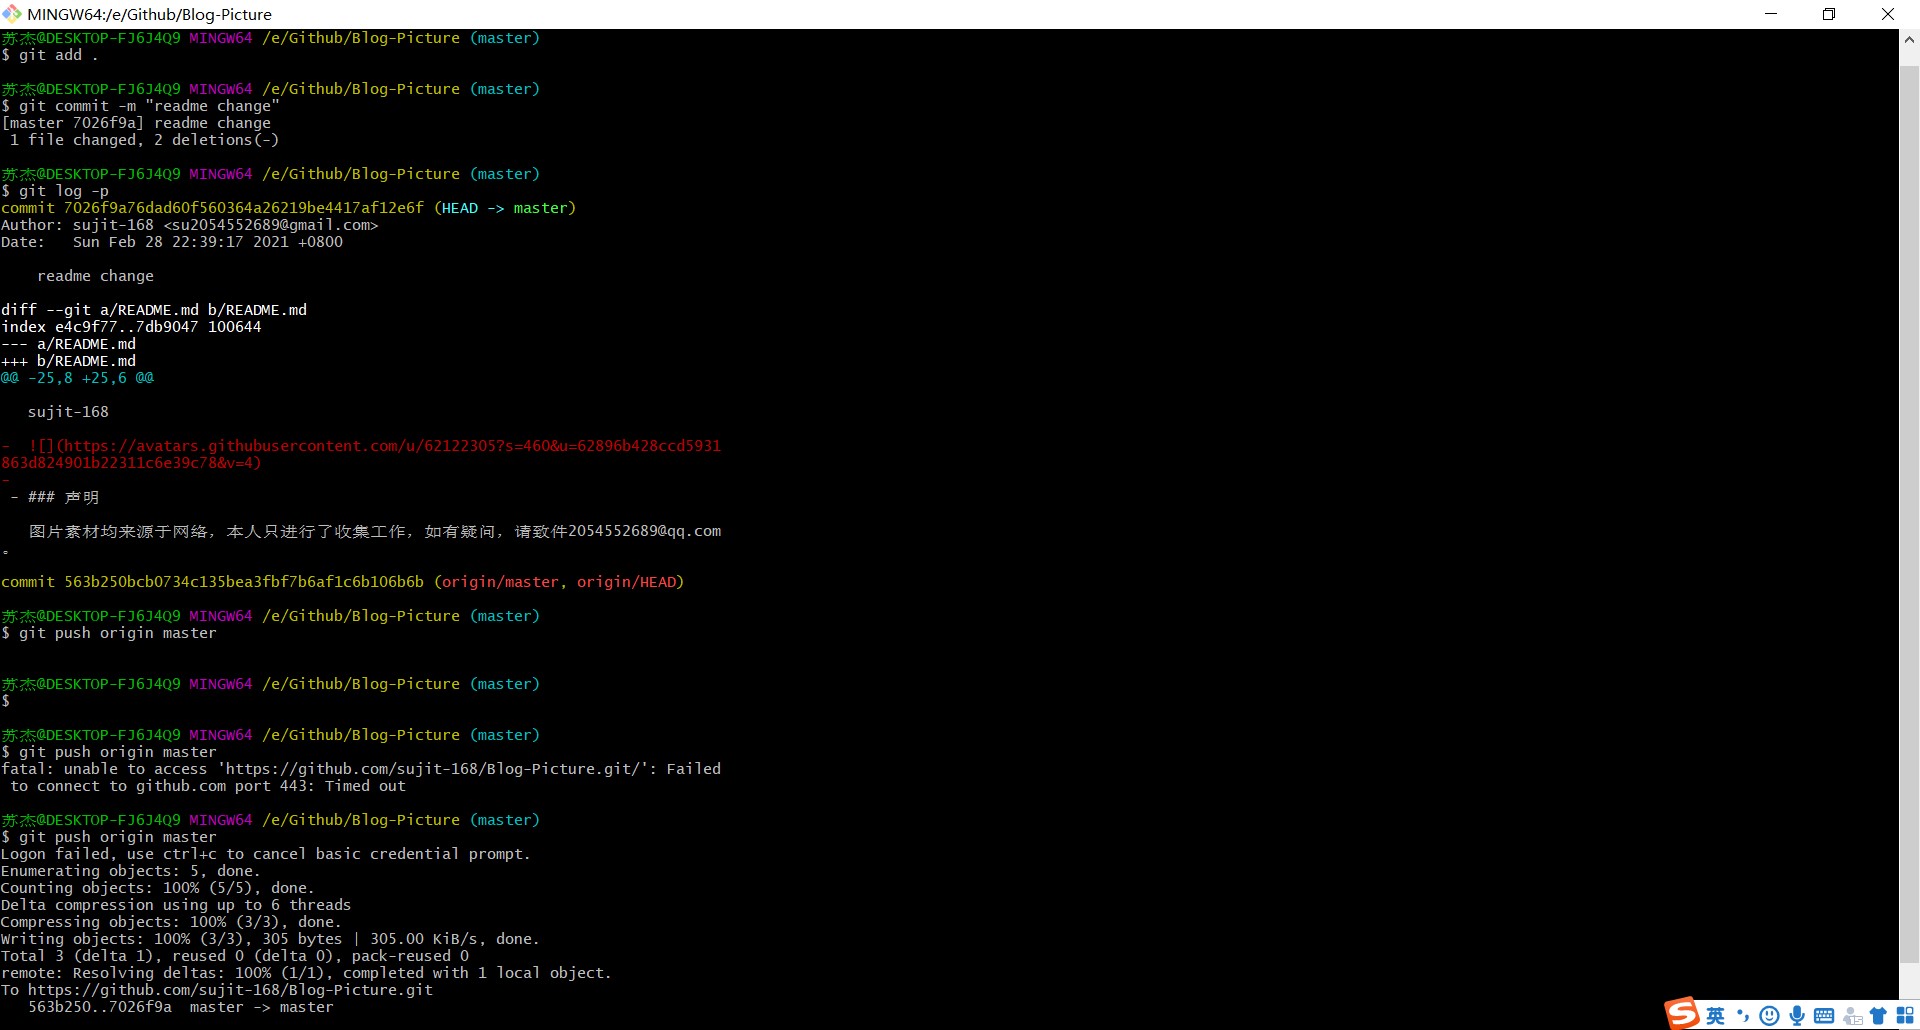 MINGW64:/e/Github/Blog-Picture
苏杰@DESKTOP-FJ6J4Q9 MINGW64 /e/Github/Blog-Picture (master)
$ git add .
苏杰@DESKTOP-FJ6J4Q9 MINGW64 /e/Github/Blog-Picture (master)
$ git commit -m "readme change"
[master 7026f9a] readme change
 1 file changed, 2 deletions(-)
苏杰@DESKTOP-FJ6J4Q9 MINGW64 /e/Github/Blog-Picture (master)
$ git log -p
commit 7026f9a76dad60f560364a26219be4417af12e6f (HEAD -> master)
Author: sujit-168 <su2054552689@gmail.com>
Date:   Sun Feb 28 22:39:17 2021 +0800
    readme change
diff --git a/README.md b/README.md
index e4c9f77..7db9047 100644
--- a/README.md
+++ b/README.md
@@ -25,8 +25,6 @@
   sujit-168
-  ![](https://avatars.githubusercontent.com/u/62122305?s=460&u=62896b428ccd5931
863d824901b22311c6e39c78&v=4)
-
 - ### 声明
   图片素材均来源于网络，本人只进行了收集工作，如有疑问，请致件2054552689@qq.com
。
commit 563b250bcb0734c135bea3fbf7b6af1c6b106b6b (origin/master, origin/HEAD)
苏杰@DESKTOP-FJ6J4Q9 MINGW64 /e/Github/Blog-Picture (master)
$ git push origin master
苏杰@DESKTOP-FJ6J4Q9 MINGW64 /e/Github/Blog-Picture (master)
$
苏杰@DESKTOP-FJ6J4Q9 MINGW64 /e/Github/Blog-Picture (master)
$ git push origin master
fatal: unable to access 'https://github.com/sujit-168/Blog-Picture.git/': Failed
 to connect to github.com port 443: Timed out
苏杰@DESKTOP-FJ6J4Q9 MINGW64 /e/Github/Blog-Picture (master)
$ git push origin master
Logon failed, use ctrl+c to cancel basic credential prompt.
Enumerating objects: 5, done.
Counting objects: 100% (5/5), done.
Delta compression using up to 6 threads
Compressing objects: 100% (3/3), done.
Writing objects: 100% (3/3), 305 bytes | 305.00 KiB/s, done.
Total 3 (delta 1), reused 0 (delta 0), pack-reused 0
remote: Resolving deltas: 100% (1/1), completed with 1 local object.
To https://github.com/sujit-168/Blog-Picture.git
   563b250..7026f9a  master -> master
英